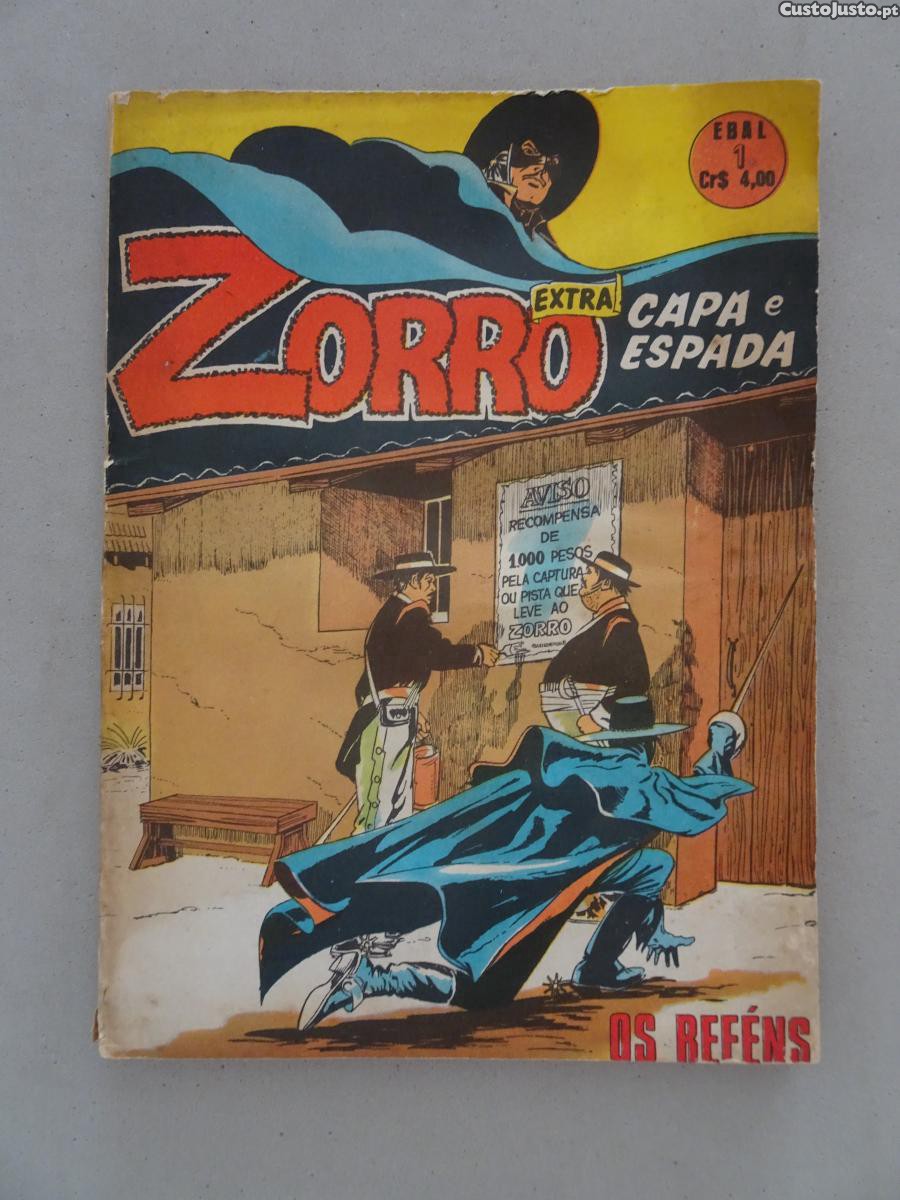 CustoJusto.pt
EBAL
1
Cr$ 4,00
ZORRO
EXTRA
CAPA e
ESPADA
AVISO
RECOMPENSA
DE
1.000 PESOS
PELA CAPTURA
OU PISTA QUE
LEVE AO
ZORRO
OS REFÉNS